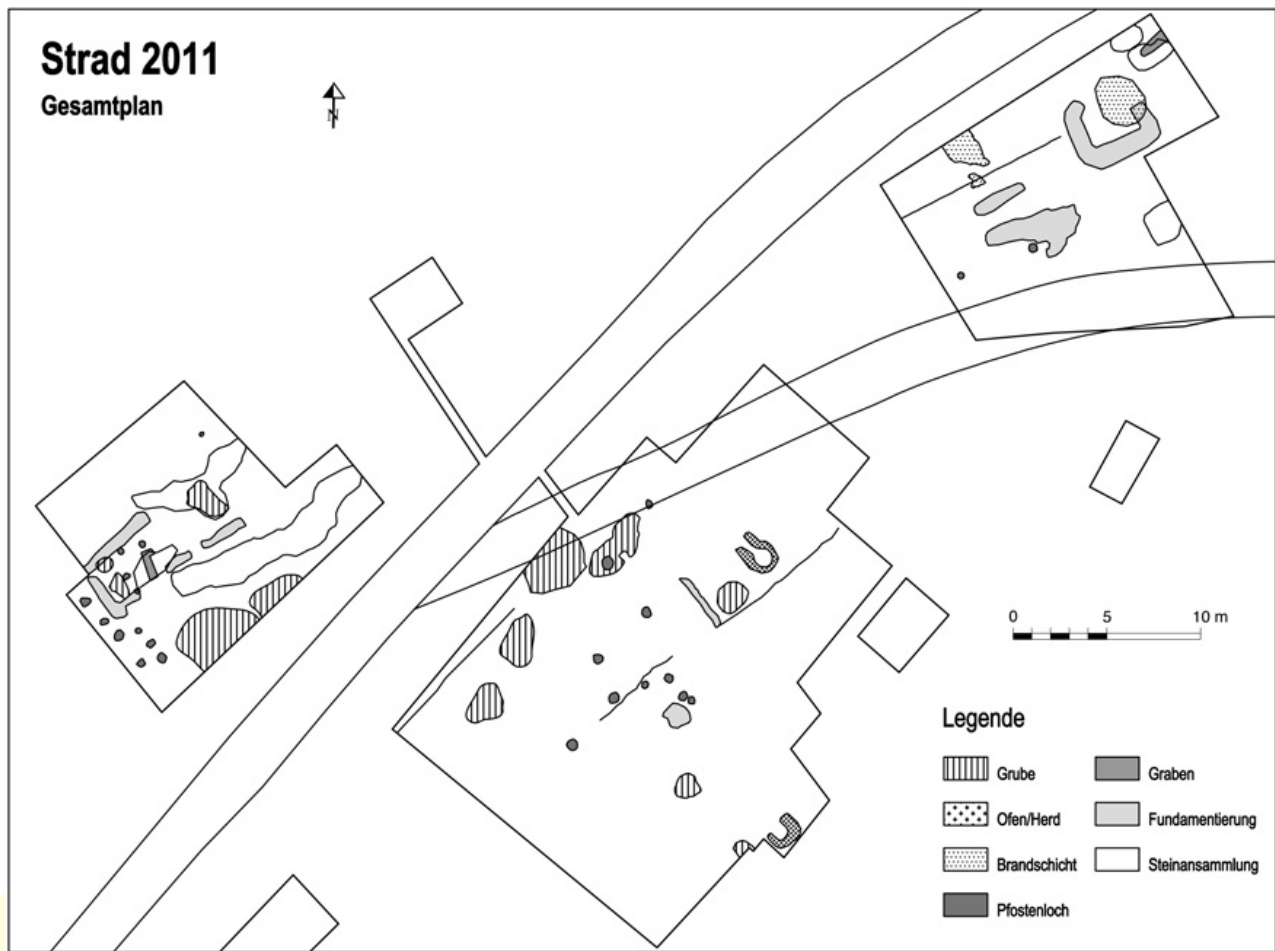 Strad 2011
Gesamtplan
N
0 5 10 m
Legende
Grube
Graben
Ofen/Herd
Fundamentierung
Brandschicht
Steinansammlung
Pfostenloch